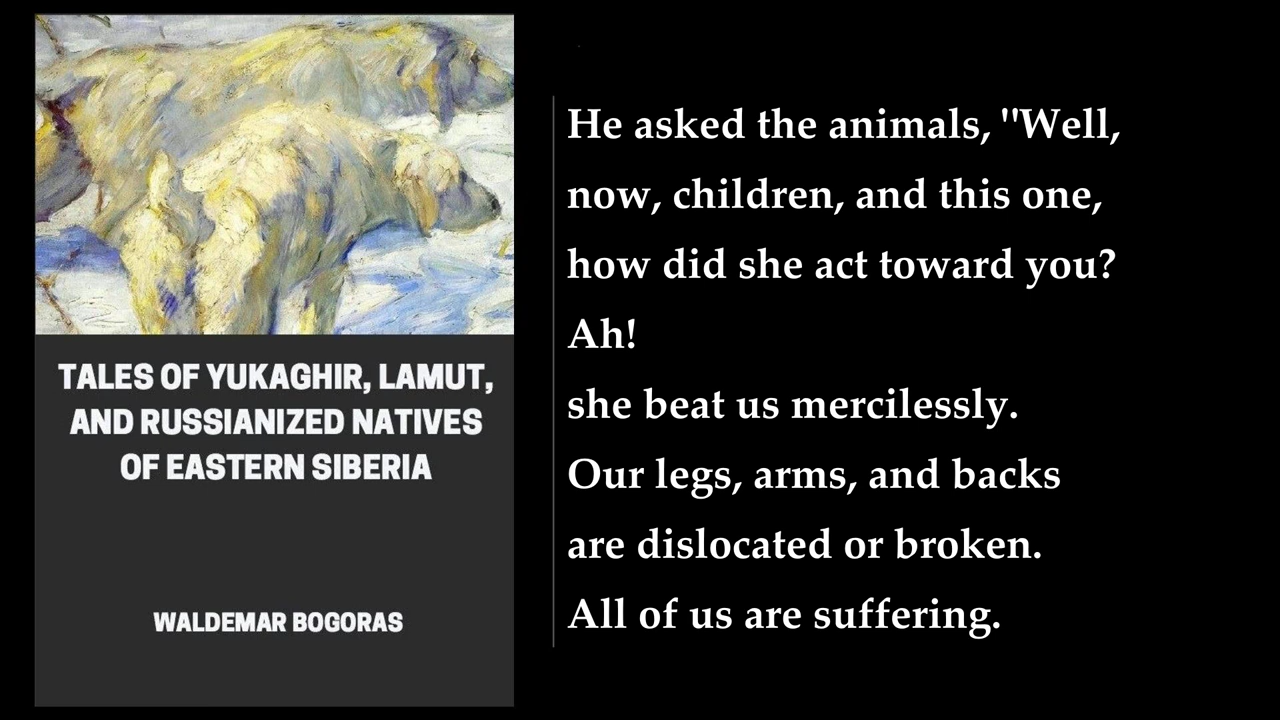 TALES OF YUKAGHIR, LAMUT,
AND RUSSIANIZED NATIVES
OF EASTERN SIBERIA
WALDEMAR BOGORAS
He asked the animals, "Well,
now, children, and this one,
how did she act toward you?
Ah!
she beat us mercilessly.
Our legs, arms, and backs
are dislocated or broken.
All of us are suffering.